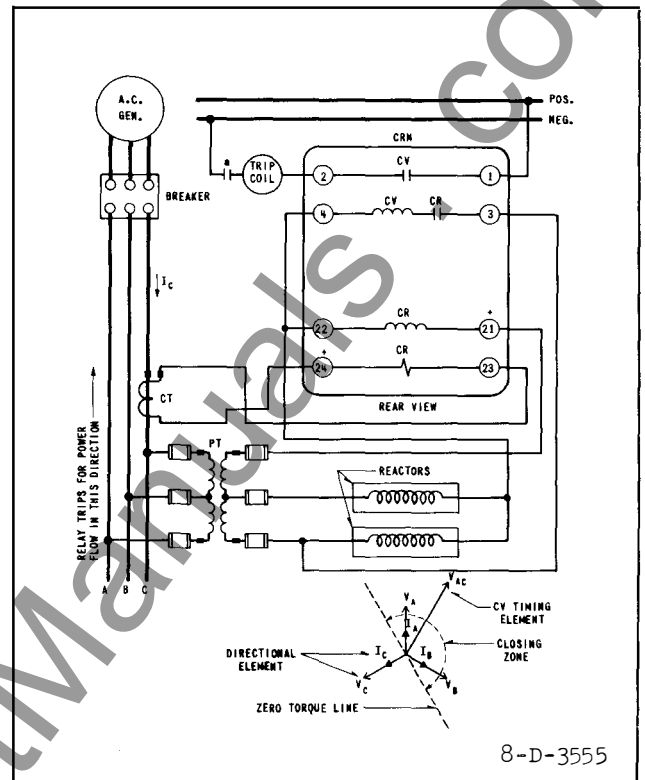 A.C.
GEN.
POS.
NEG.
CRN
a
TRIP
COIL
2
CV
1
BREAKER
4
CV
CR
3
IC
22
CR
+
21
+
24
CR
23
CT
REAR VIEW
RELAY TRIPS FOR POWER
FLOW IN THIS DIRECTION
PT
REACTORS
A B C
VAC
VA
CV TIMING
ELEMENT
IA
CLOSING
ZONE
DIRECTIONAL
ELEMENT
IC
IB
VC
VB
ZERO TORQUE LINE
8-D-3555
Manuals.co